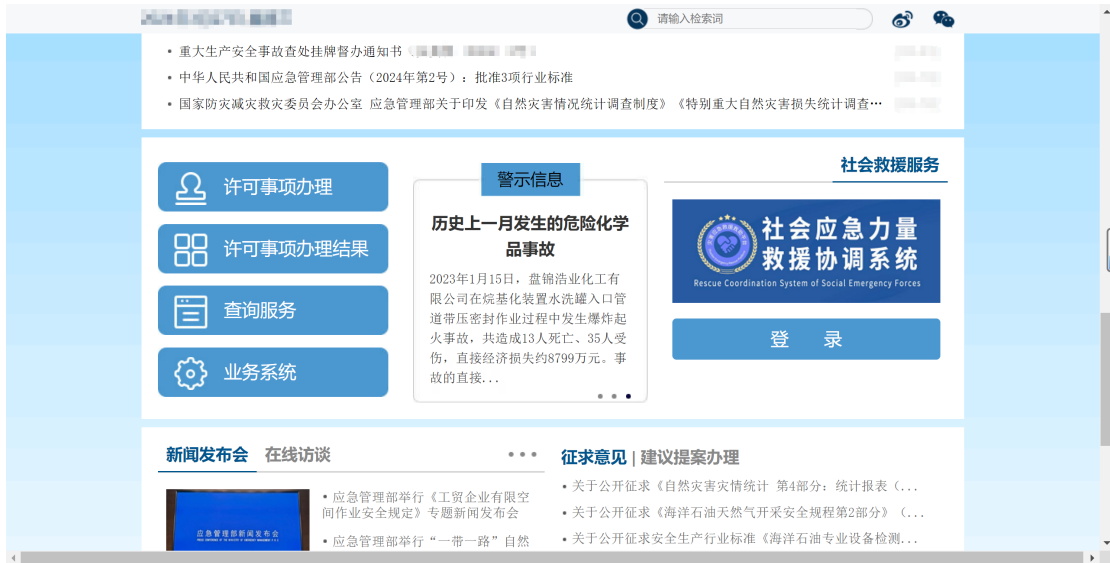 请输入检索词
重大生产安全事故查处挂牌督办通知书
中华人民共和国应急管理部公告（2024年第2号）：批准3项行业标准
国家防灾减灾救灾委员会办公室 应急管理部关于印发《自然灾害情况统计调查制度》《特别重大自然灾害损失统计调查…
许可事项办理
许可事项办理结果
查询服务
业务系统
警示信息
历史上一月发生的危险化学
品事故
2023年1月15日，盘锦浩业化工有
限公司在烷基化装置水洗罐入口管
道带压密封作业过程中发生爆炸起
火事故，共造成13人死亡、35人受
伤，直接经济损失约8799万元。事
故的直接...
社会救援服务
社会应急力量
救援协调系统
Rescue Coordination System of Social Emergency Forces
登 录
新闻发布会 在线访谈
应急管理部新闻发布会
应急管理部举行《工贸企业有限空
间作业安全规定》专题新闻发布会
应急管理部举行“一带一路”自然
征求意见 | 建议提案办理
关于公开征求《自然灾害灾情统计 第4部分：统计报表（...
关于公开征求《海洋石油天然气开采安全规程第2部分》（...
关于公开征求安全生产行业标准《海洋石油专业设备检测...